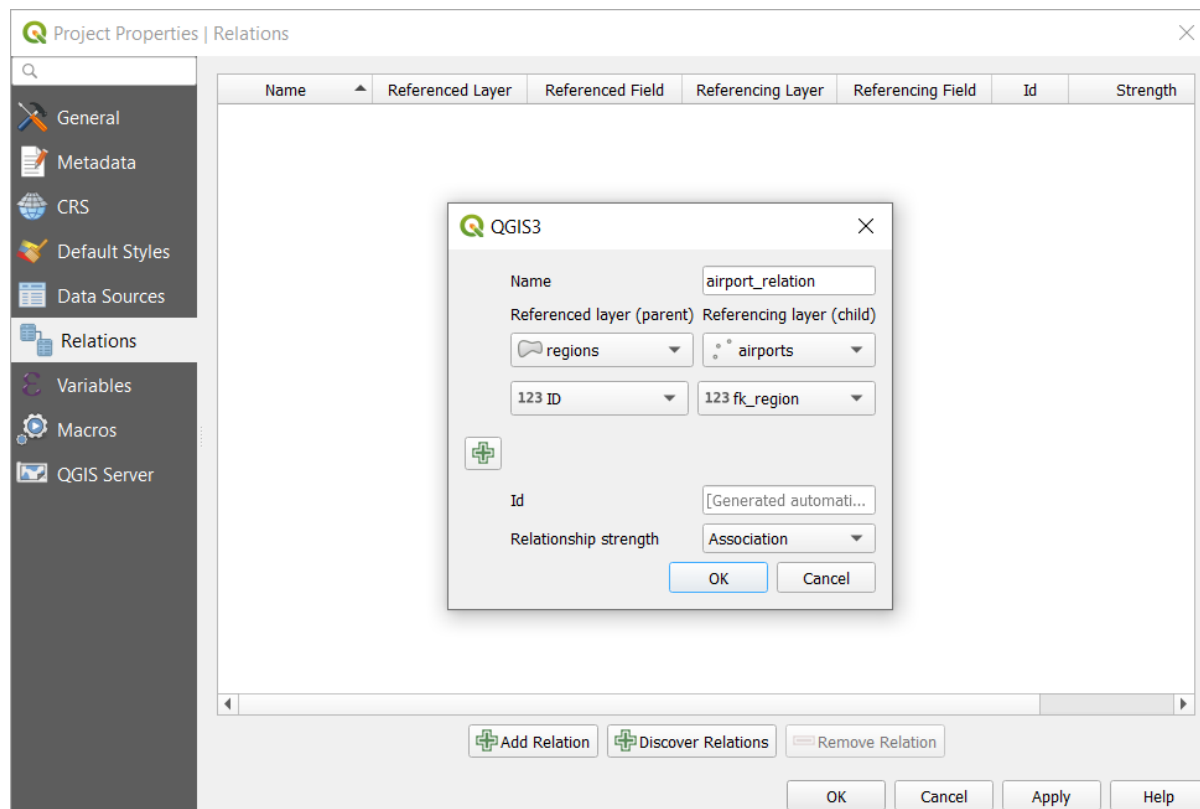 Project Properties | Relations
General
Metadata
CRS
Default Styles
Data Sources
Relations
Variables
Macros
QGIS Server
Name Referenced Layer Referenced Field Referencing Layer Referencing Field Id Strength
QGIS3
Name airport_relation
Referenced layer (parent) Referencing layer (child)
regions airports
123 ID 123 fk_region
Id [Generated automati...
Relationship strength Association
OK Cancel
Add Relation Discover Relations Remove Relation
OK Cancel Apply Help